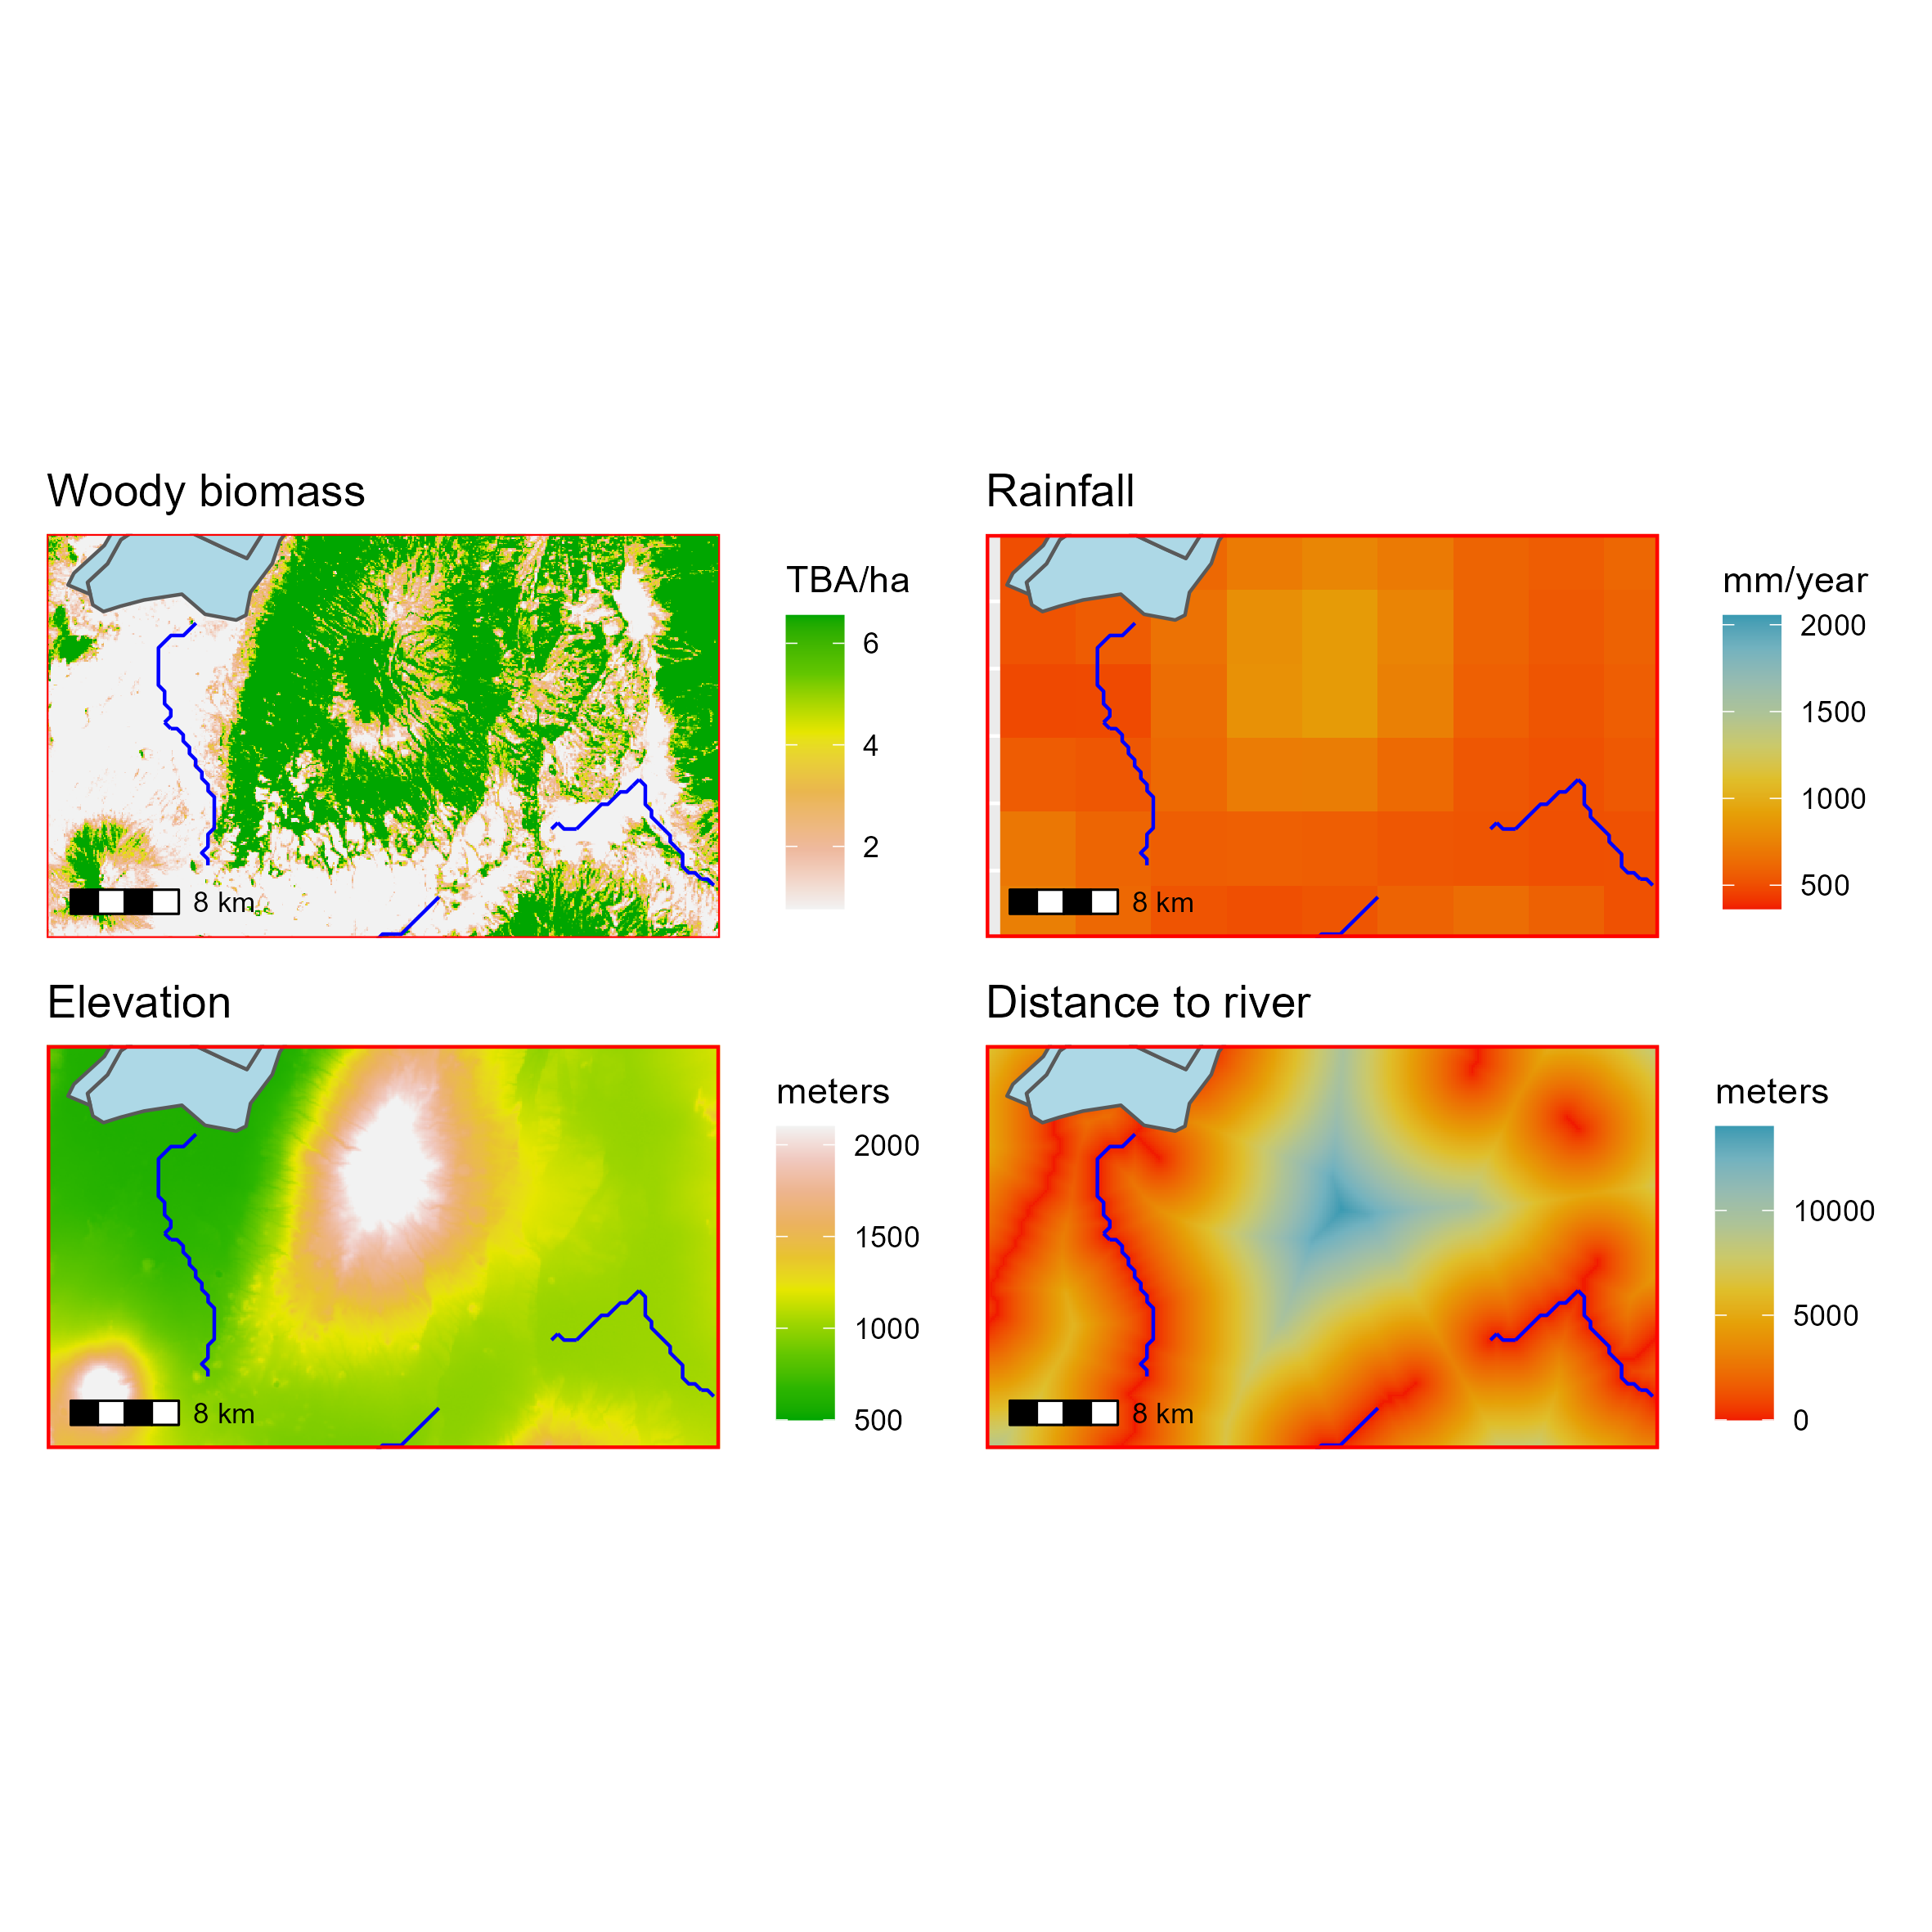 Woody biomass
TBA/ha
6
4
2
8 km
Rainfall
mm/year
2000
1500
1000
500
8 km
Elevation
meters
2000
1500
1000
500
8 km
Distance to river
meters
10000
5000
0
8 km